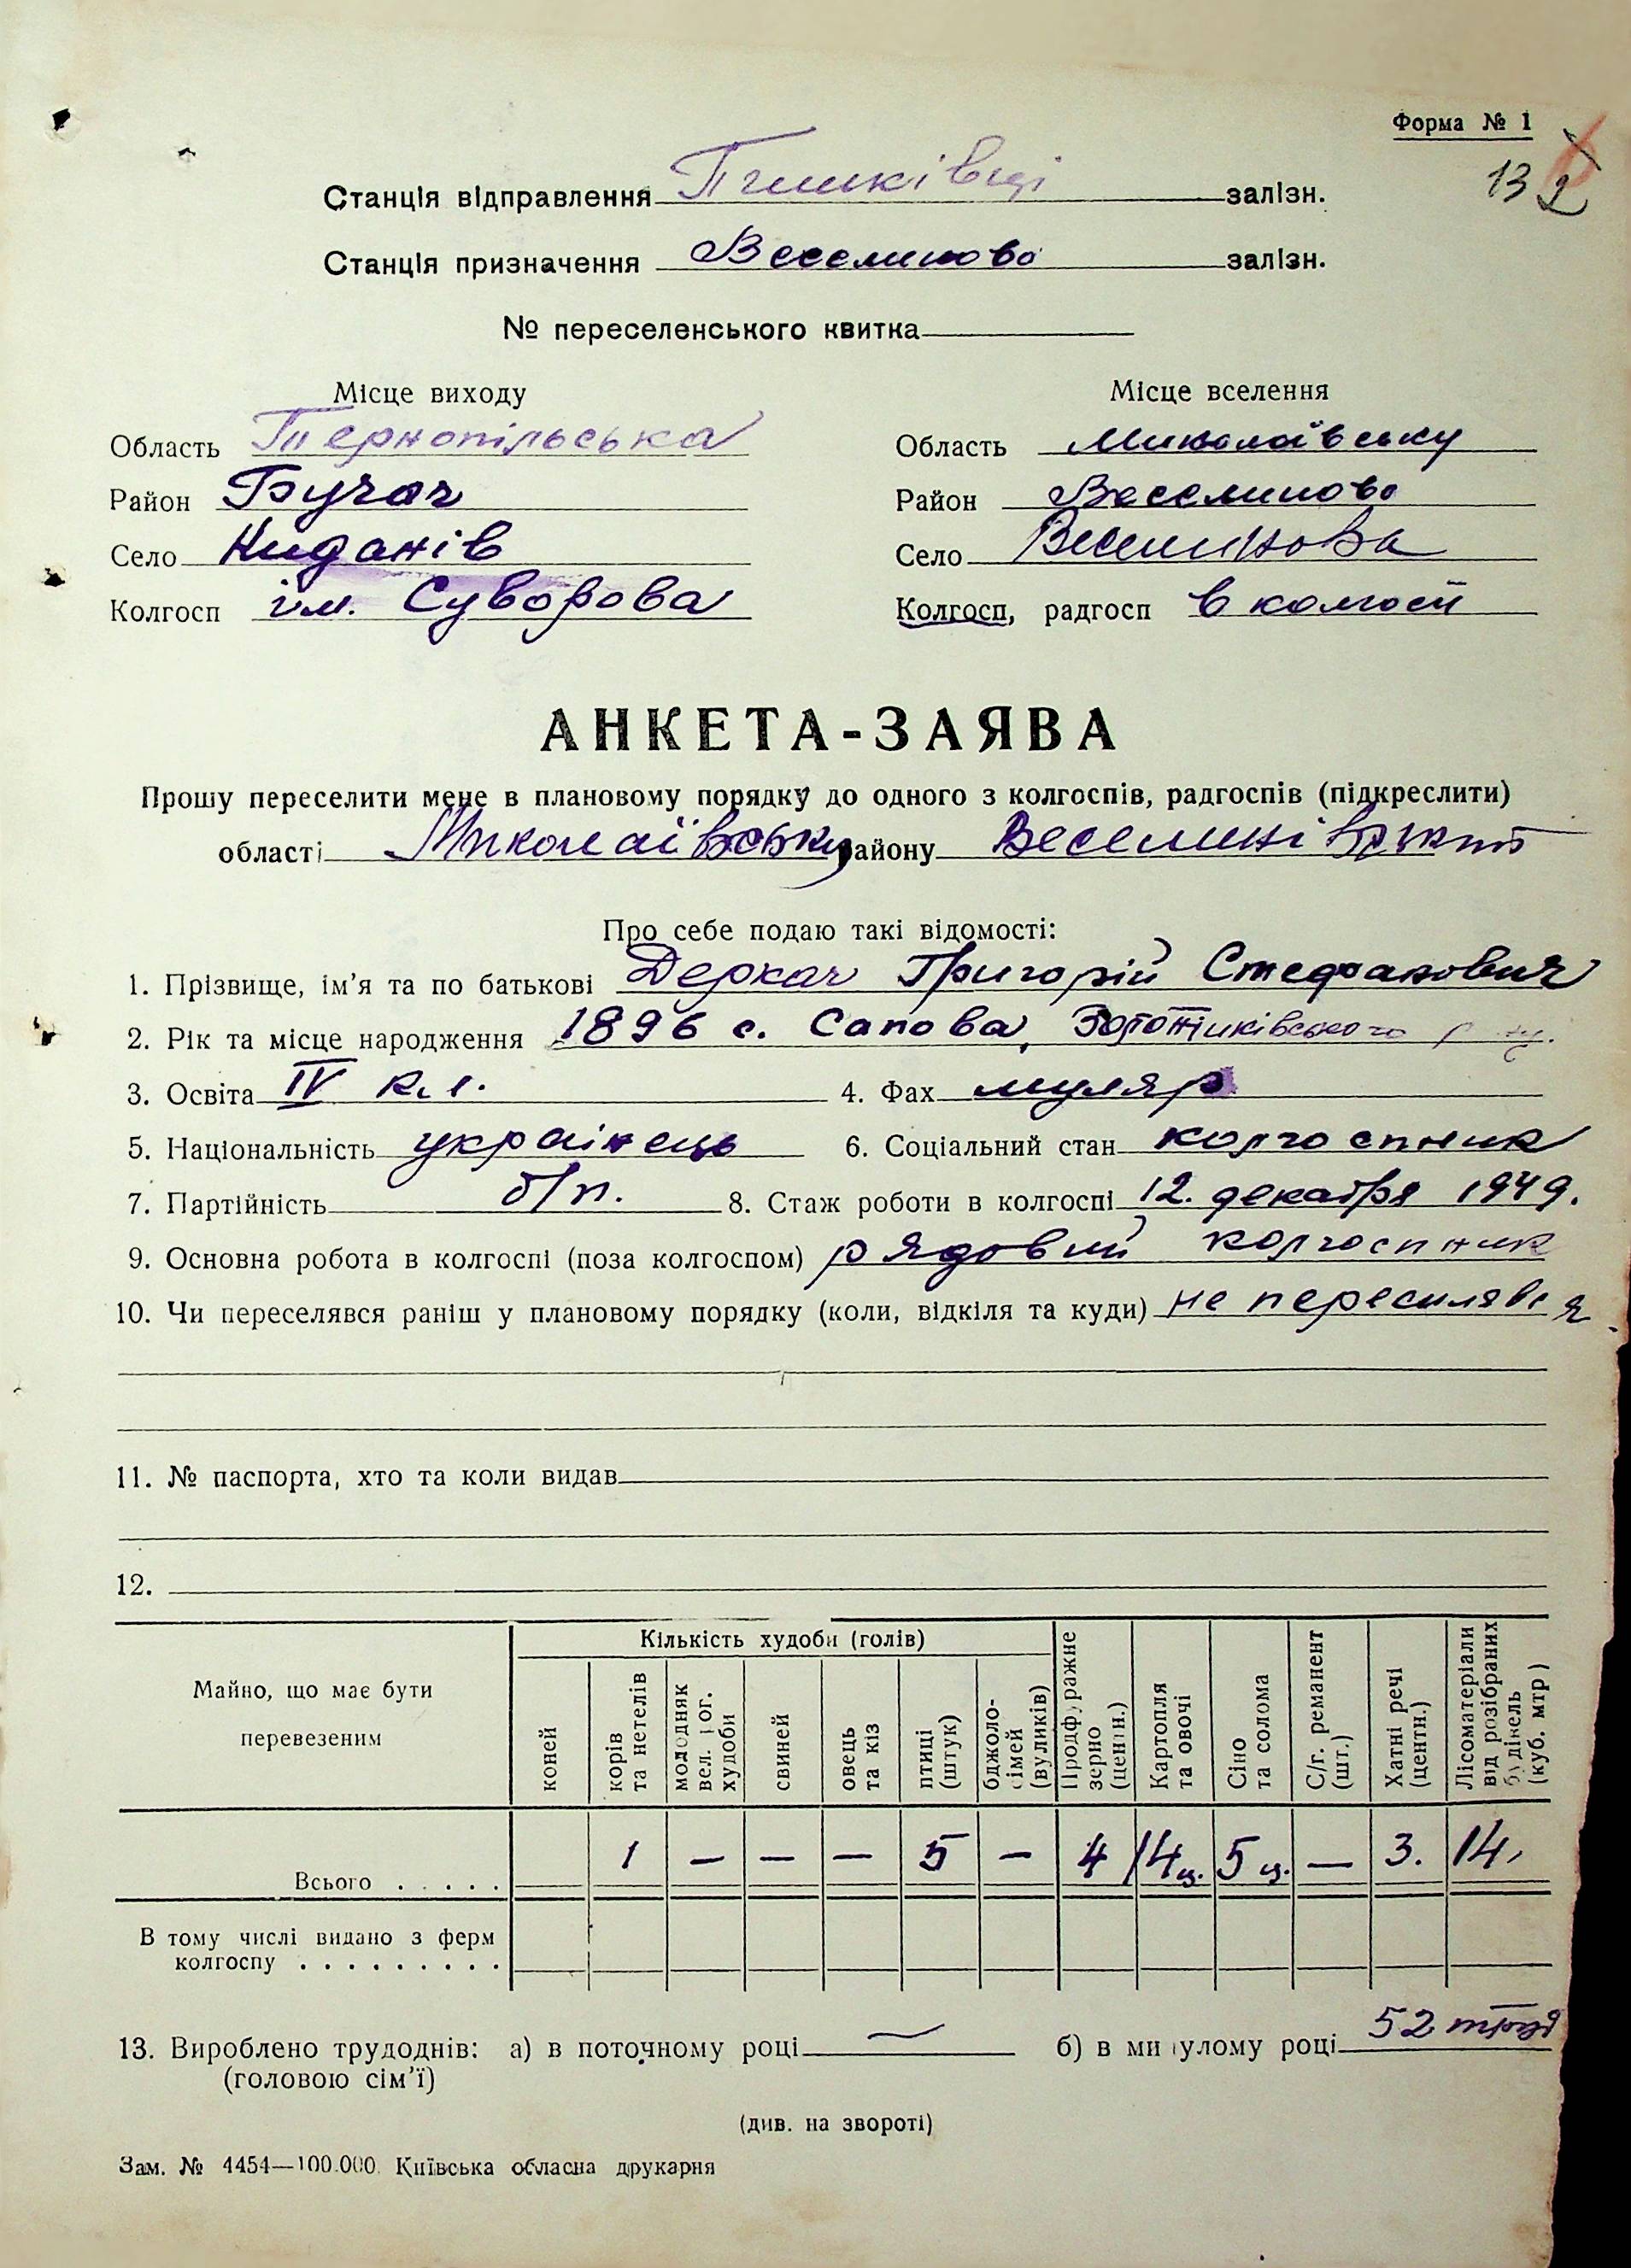 Форма № 1
13 2
Станція відправлення Пишківці залізн.
Станція призначення Веселиново залізн.
№ переселенського квитка
Місце виходу Місце вселення
Область Тернопільська Область Миколаївську
Район Бучач Район Веселиново
Село Киданів Село Веселинова
Колгосп ім. Суворова Колгосп, радгосп в колгосп
АНКЕТА-ЗАЯВА
Прошу переселити мене в плановому порядку до одного з колгоспів, радгоспів (підкреслити)
області Миколаївську району
Про себе подаю такі відомості:
1. Прізвище, ім’я та по батькові Деркач Григорій Стефанович
2. Рік та місце народження 1896 с. Сапова, Золотниківського
3. Освіта IV кл. 4. Фах муляр
5. Національність українець 6. Соціальний стан колгоспник
7. Партійність б/п. 8. Стаж роботи в колгоспі 12. декабря 1949.
9. Основна робота в колгоспі (поза колгоспом) рядовий колгоспник
10. Чи переселявся раніш у плановому порядку (коли, відкіля та куди) не пересилявся
11. № паспорта, хто та коли видав
12.
Майно, що має бути перевезеним
Кількість худоби (голів)
коней
корів та нетелів
молодняк вел. рог. худоби
свиней
овець та кіз
птиці (штук)
бджолосімей (вуликів)
Продфуражне зерно (центн.)
Картопля та овочі
Сіно та солома
С/г. реманент (шт.)
Хатні речі (центн.)
Лісоматеріали від розібраних будівель (куб. мтр)
Всього . . . . . 1 — — — 5 — 4 14ц. 5 ц. — 3. 14,
В тому числі видано з ферм
колгоспу . . . . . . . . .
13. Вироблено трудоднів: а) в поточному році — б) в минулому році 52 труд
(головою сім’ї)
(див. на звороті)
Зам. № 4454—100.000. Київська обласна друкарня